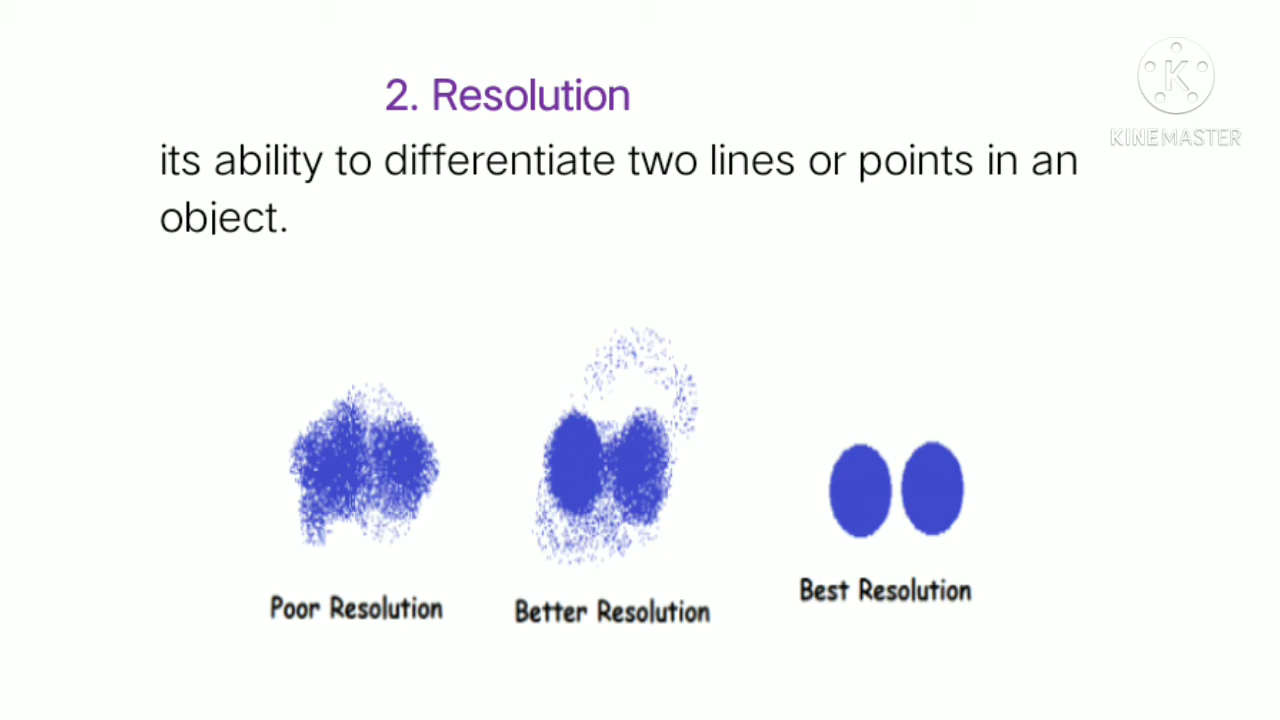 2. Resolution
K
KINEMASTER
its ability to differentiate two lines or points in an
object.
Poor Resolution
Better Resolution
Best Resolution